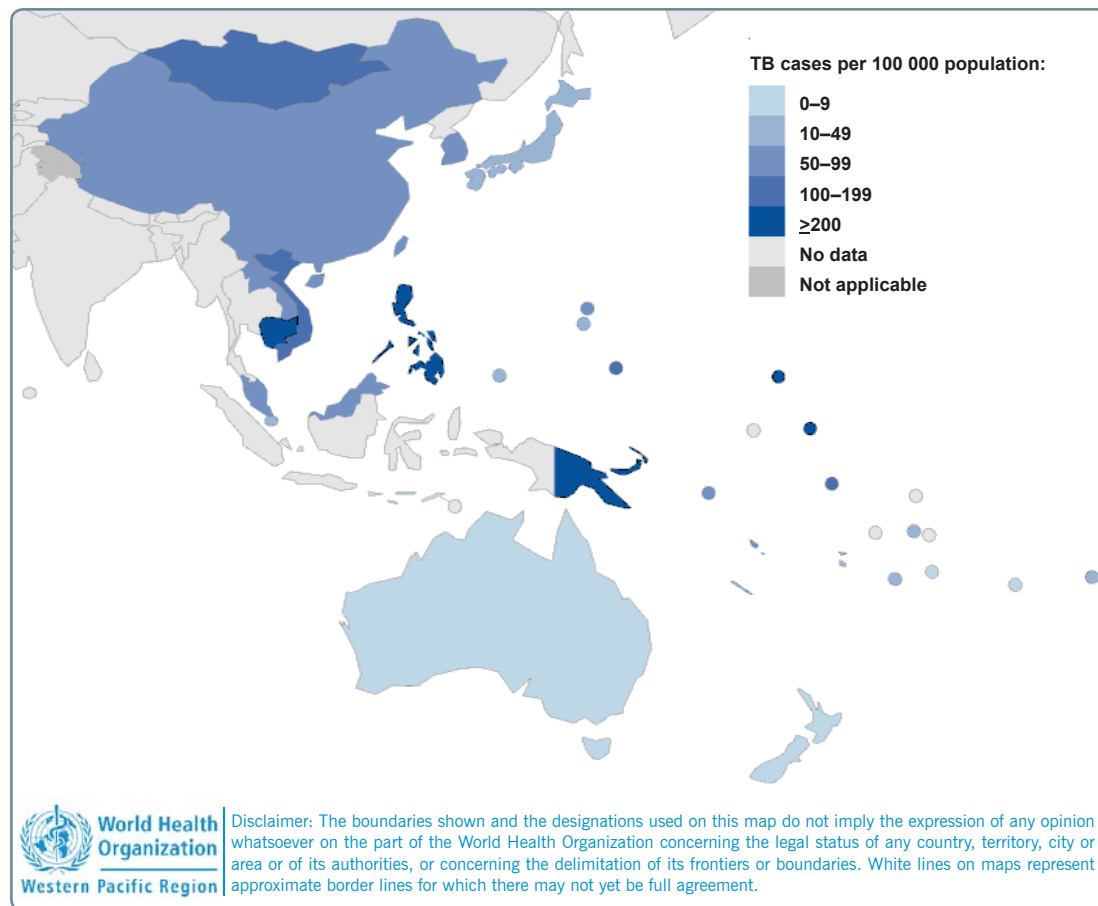 TB cases per 100 000 population:
0–9
10–49
50–99
100–199
≥200
No data
Not applicable
World Health
Organization
Western Pacific Region
Disclaimer: The boundaries shown and the designations used on this map do not imply the expression of any opinion
whatsoever on the part of the World Health Organization concerning the legal status of any country, territory, city or
area or of its authorities, or concerning the delimitation of its frontiers or boundaries. White lines on maps represent
approximate border lines for which there may not yet be full agreement.